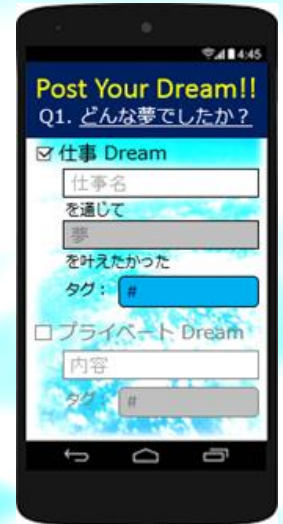 4:45
Post Your Dream!!
Q1. どんな夢でしたか？
仕事 Dream
仕事名
を通じて
夢
を叶えたかった
タグ： #
プライベート Dream
内容
タグ #